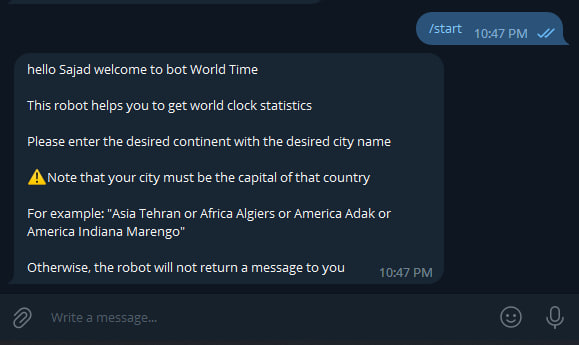 /start 10:47 PM
hello Sajad welcome to bot World Time
This robot helps you to get world clock statistics
Please enter the desired continent with the desired city name
⚠️Note that your city must be the capital of that country
For example: "Asia Tehran or Africa Algiers or America Adak or
America Indiana Marengo"
Otherwise, the robot will not return a message to you 10:47 PM
Write a message...